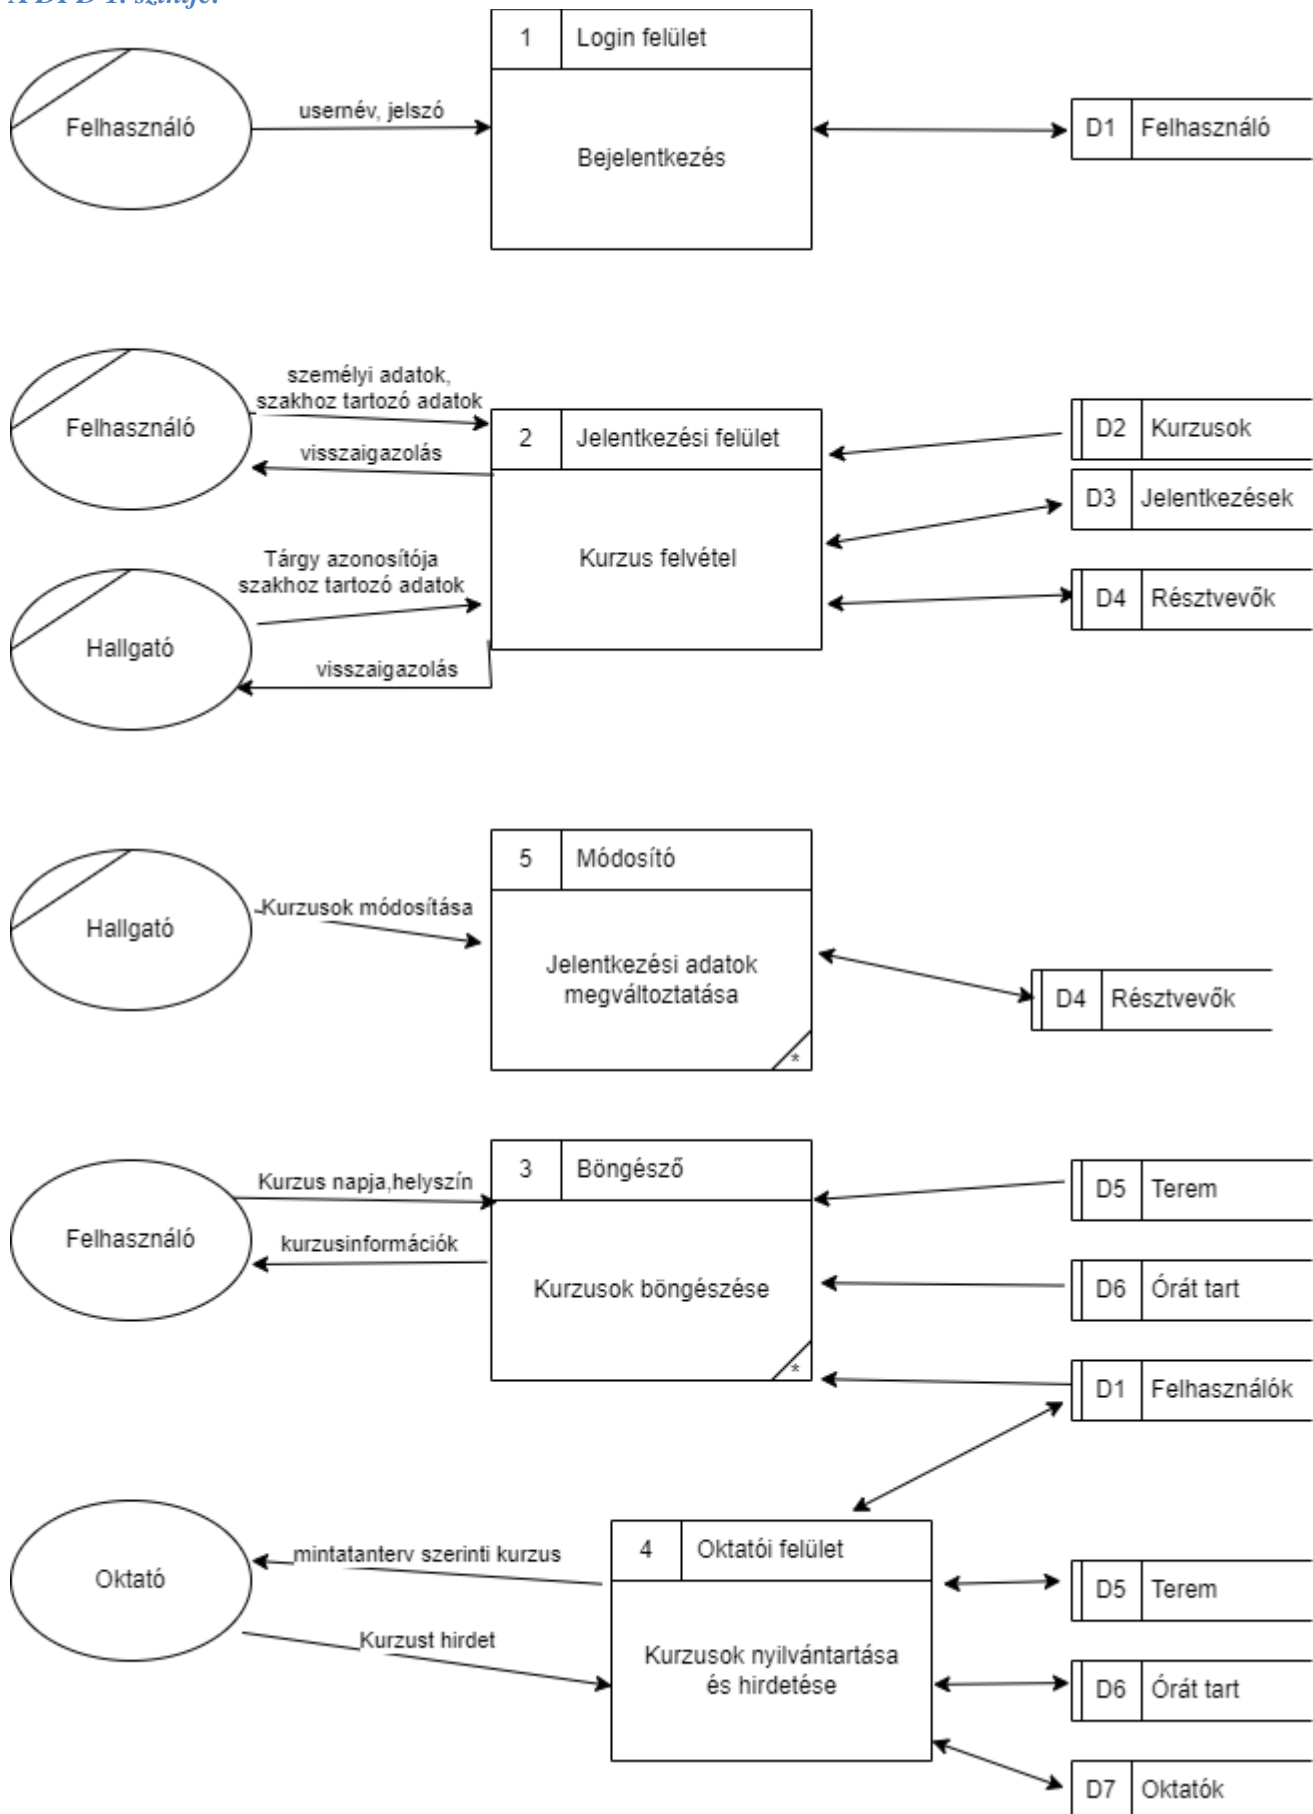 A DFD 1. szintje:
1 Login felület
Felhasználó
usernév, jelszó
Bejelentkezés
D1 Felhasználó
Felhasználó
személyi adatok,
szakhoz tartozó adatok
visszaigazolás
2 Jelentkezési felület
Kurzus felvétel
D2 Kurzusok
D3 Jelentkezések
D4 Résztvevők
Hallgató
Tárgy azonosítója
szakhoz tartozó adatok
visszaigazolás
5 Módosító
Hallgató
Kurzusok módosítása
Jelentkezési adatok
megváltoztatása
*
D4 Résztvevők
3 Böngésző
Felhasználó
Kurzus napja,helyszín
kurzusinformációk
Kurzusok böngészése
*
D5 Terem
D6 Órát tart
D1 Felhasználók
Oktató
mintatanterv szerinti kurzus
Kurzust hirdet
4 Oktatói felület
Kurzusok nyilvántartása
és hirdetése
D5 Terem
D6 Órát tart
D7 Oktatók